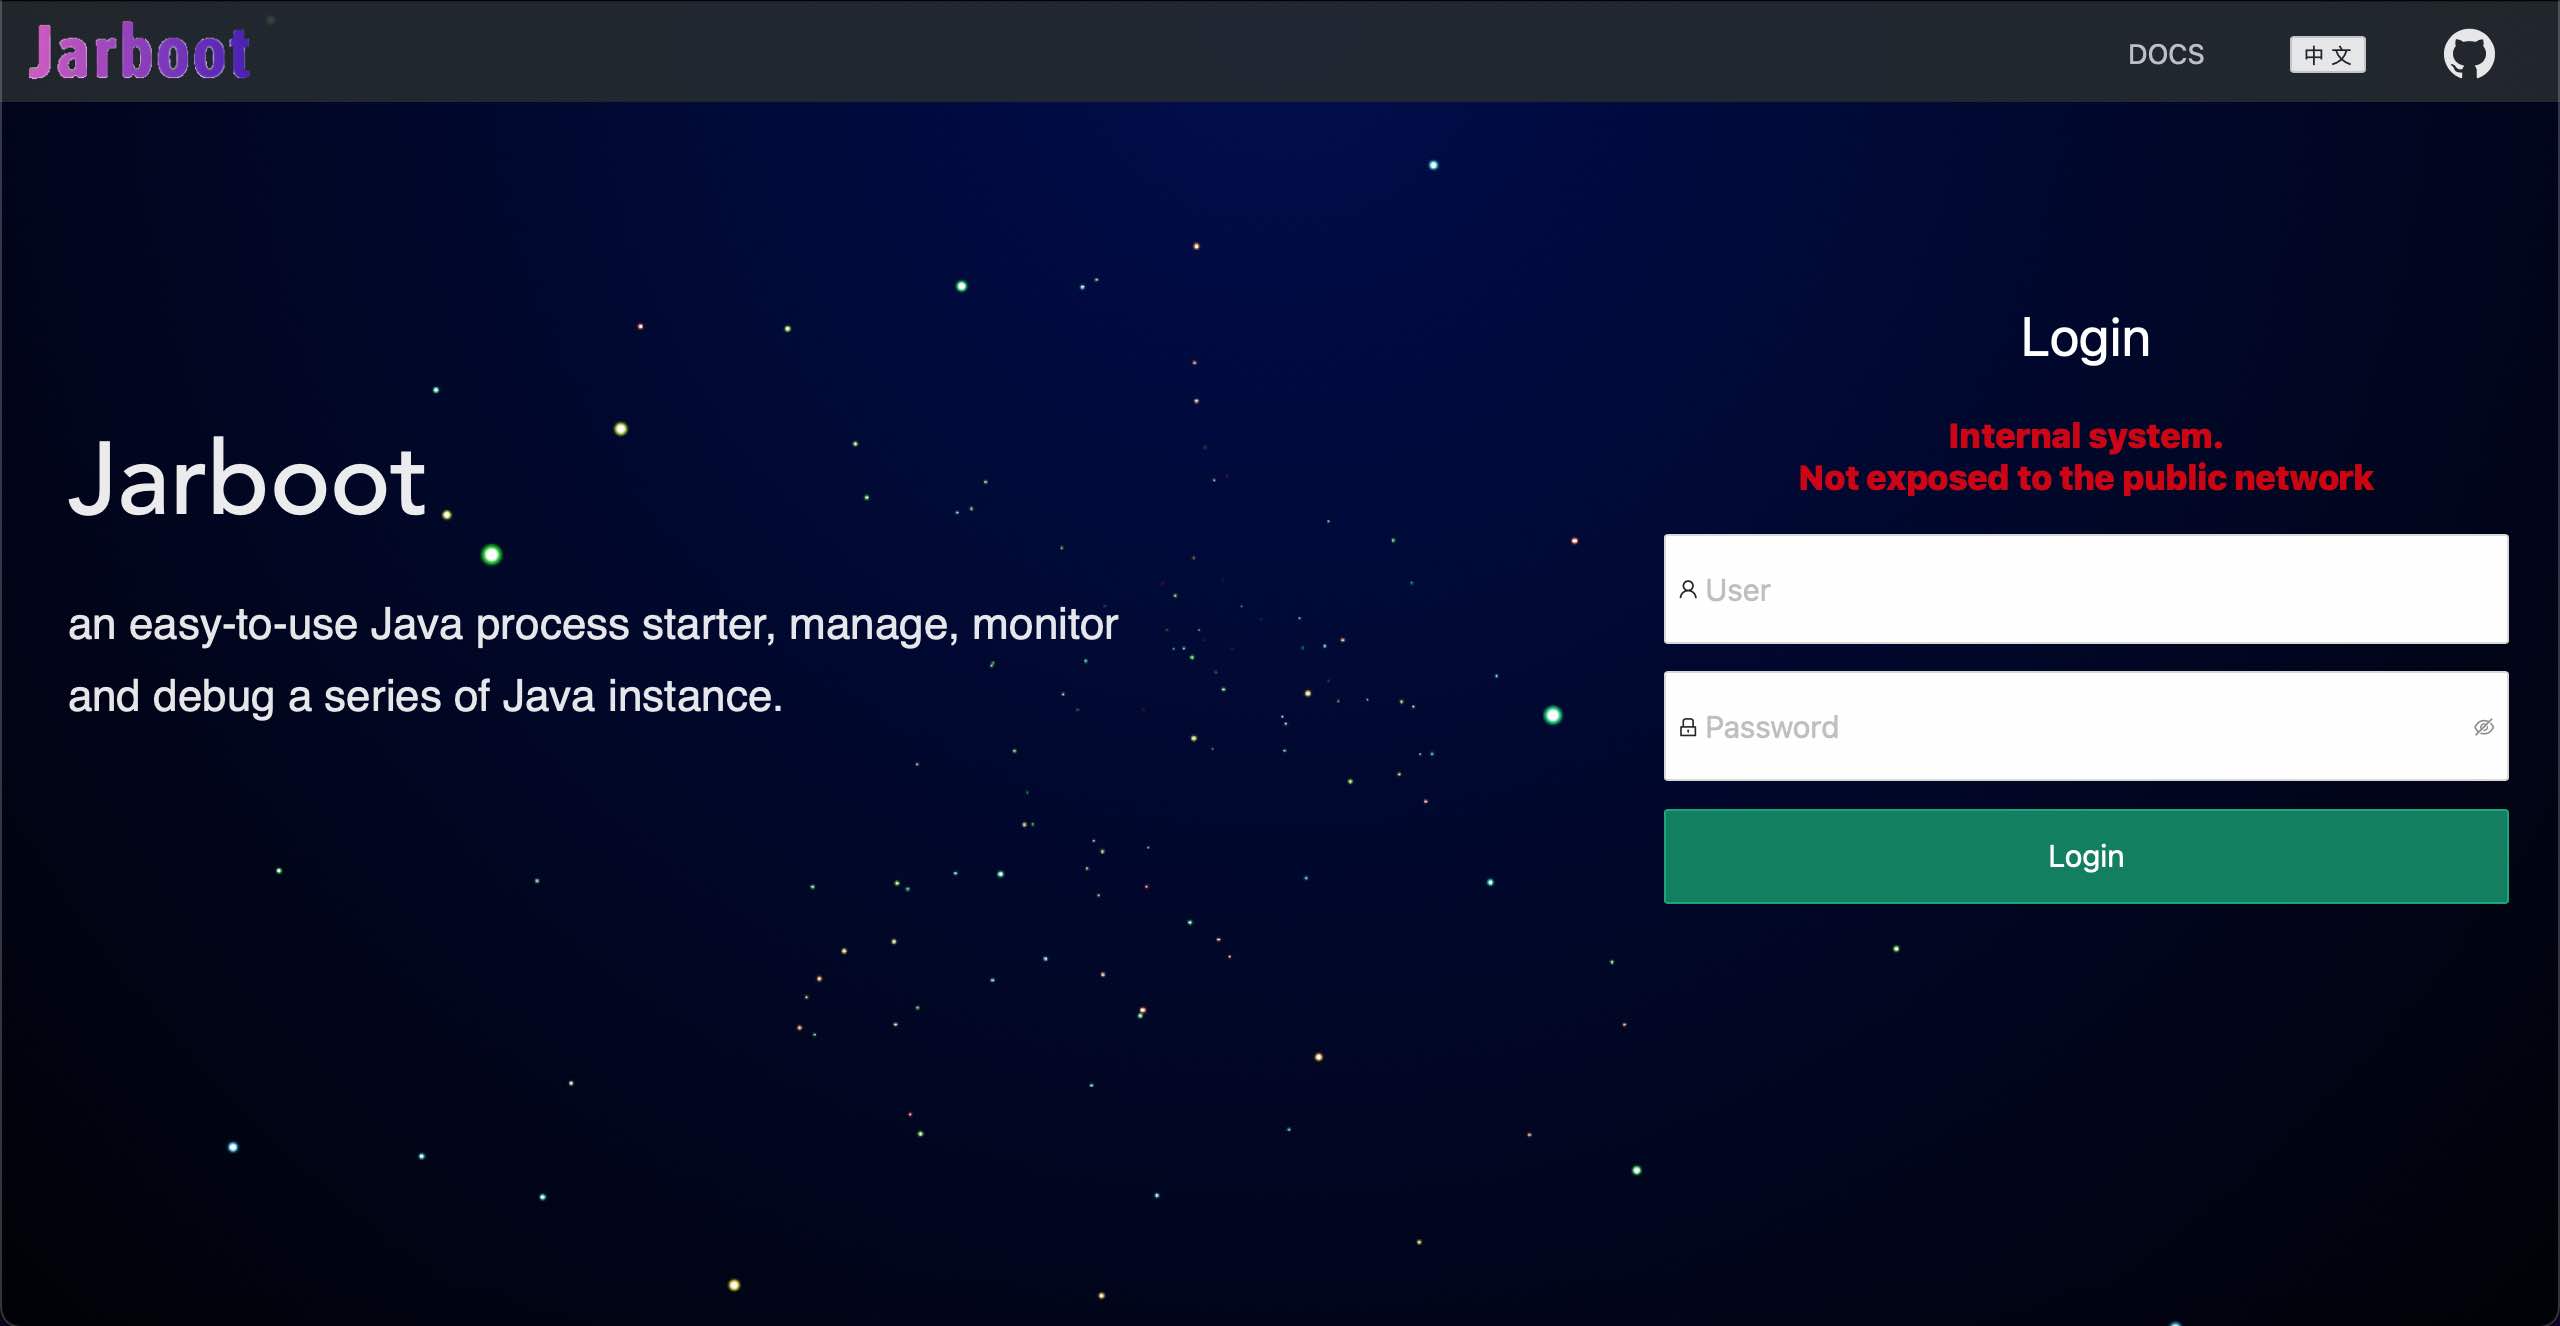 Jarboot
DOCS
中 文
Jarboot
an easy-to-use Java process starter, manage, monitor
and debug a series of Java instance.
Login
Internal system.
Not exposed to the public network
User
Password
Login